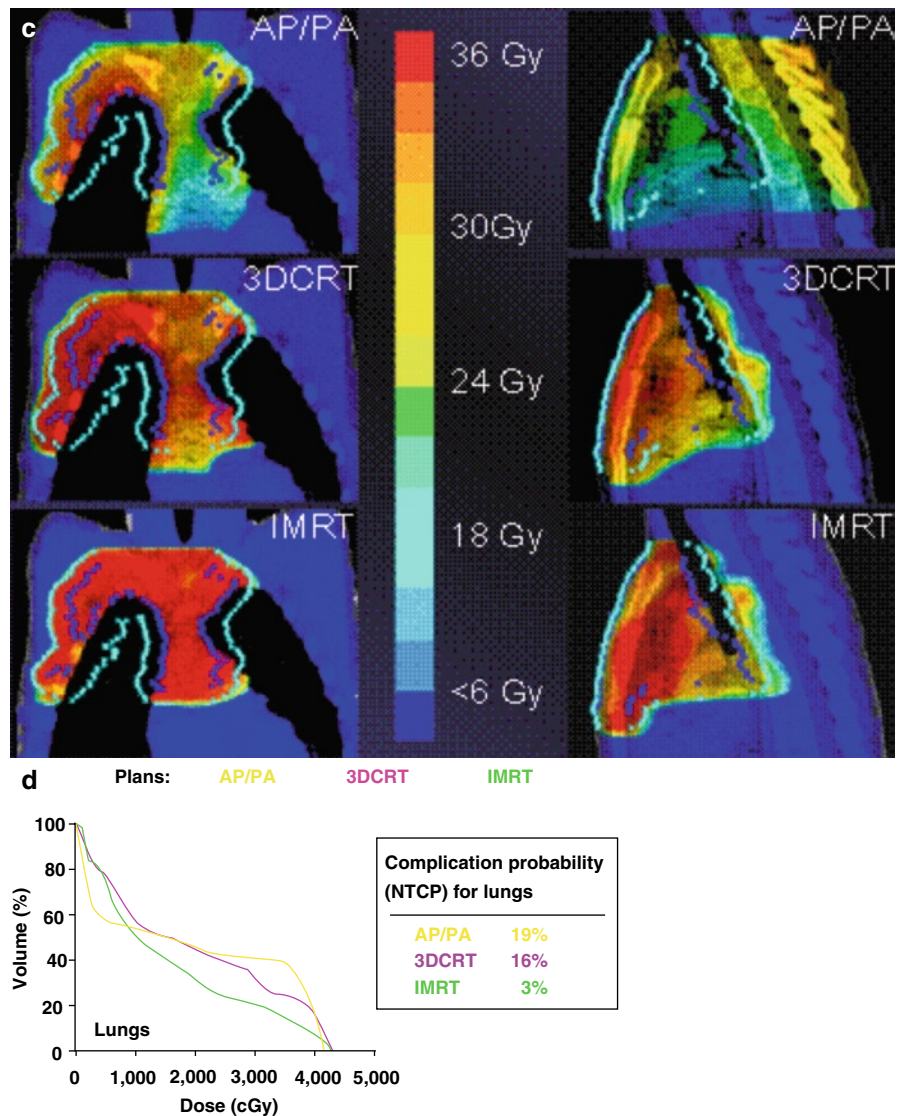 c
AP/PA
AP/PA
36 Gy
30Gy
3DCRT
3DCRT
24 Gy
IMRT
IMRT
18 Gy
<6 Gy
d
Plans: AP/PA 3DCRT IMRT
100
80
60
40
20
0
Volume (%)
Lungs
0 1,000 2,000 3,000 4,000 5,000
Dose (cGy)
Complication probability
(NTCP) for lungs
AP/PA 19%
3DCRT 16%
IMRT 3%